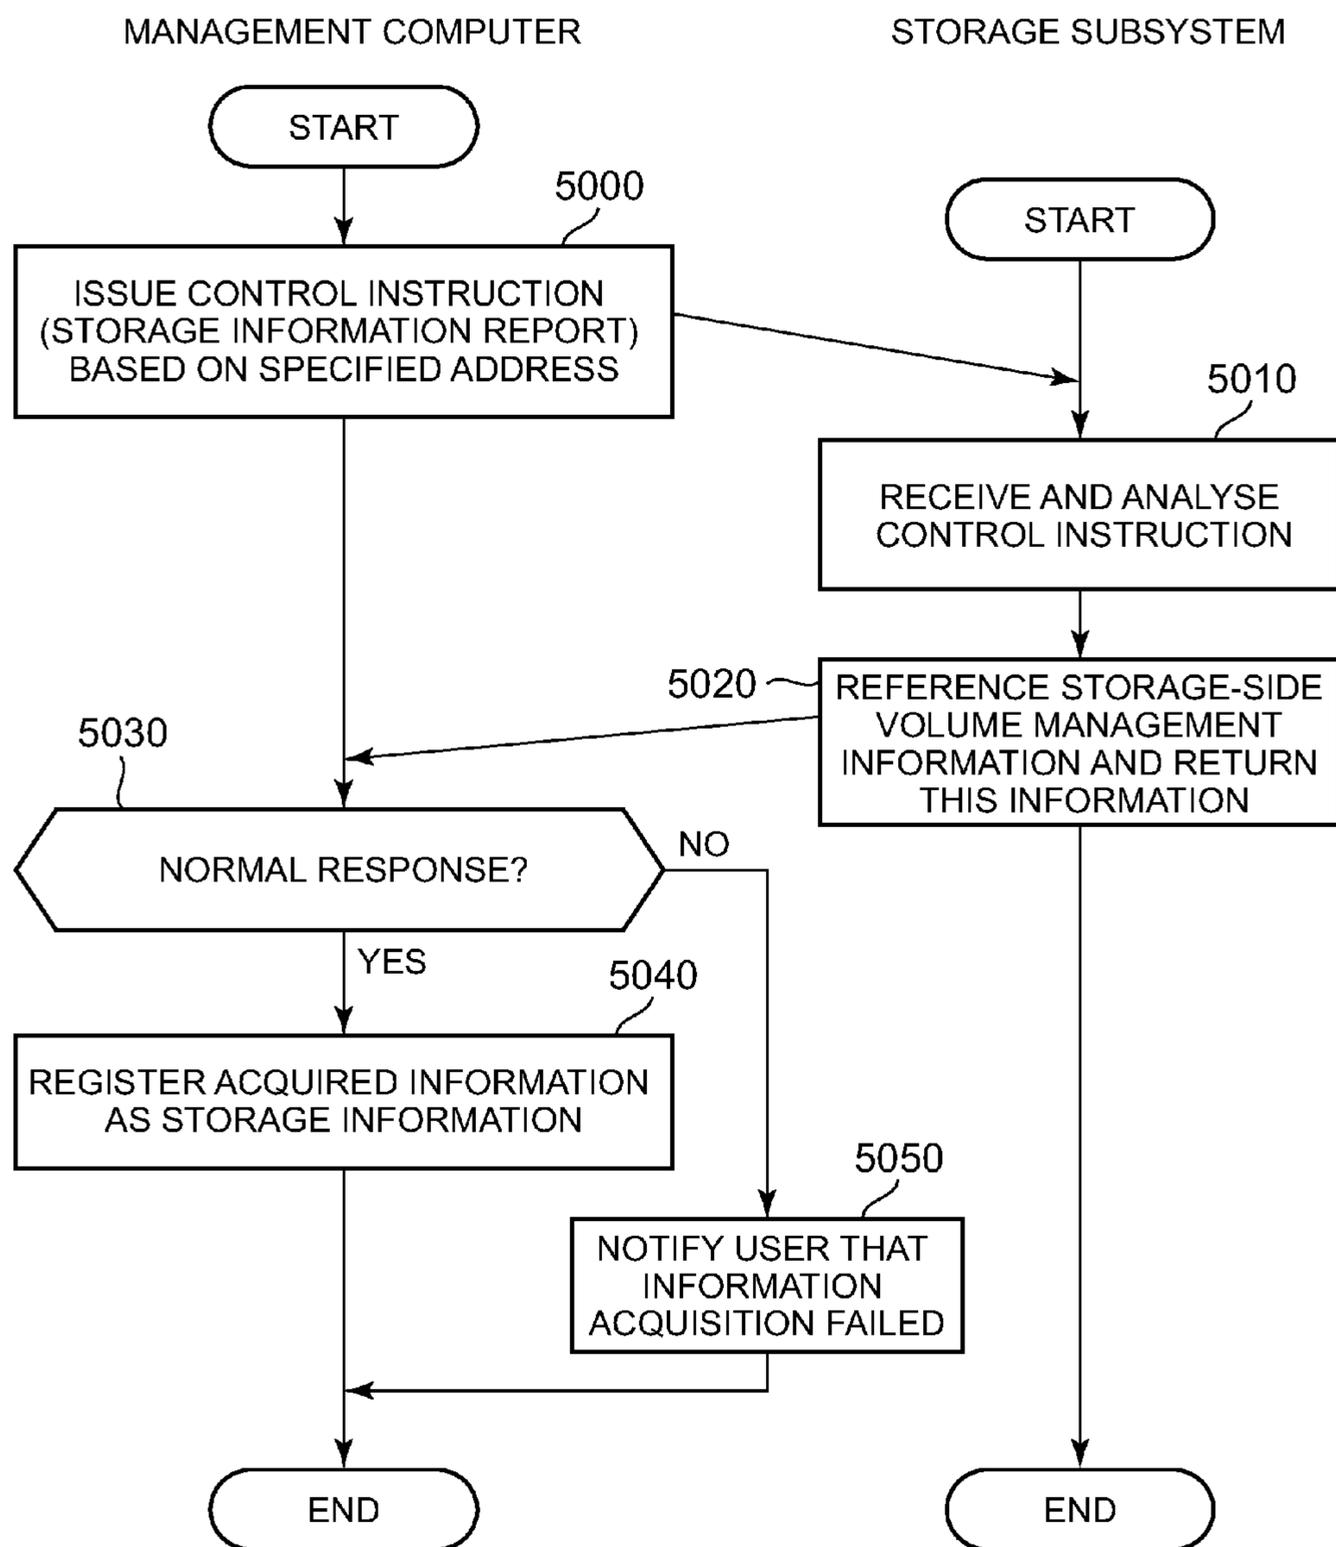 MANAGEMENT COMPUTER
STORAGE SUBSYSTEM
START
5000
START
ISSUE CONTROL INSTRUCTION
(STORAGE INFORMATION REPORT)
BASED ON SPECIFIED ADDRESS
5010
RECEIVE AND ANALYSE
CONTROL INSTRUCTION
5020
REFERENCE STORAGE-SIDE
VOLUME MANAGEMENT
INFORMATION AND RETURN
THIS INFORMATION
5030
NORMAL RESPONSE?
NO
YES
5040
REGISTER ACQUIRED INFORMATION
AS STORAGE INFORMATION
5050
NOTIFY USER THAT
INFORMATION
ACQUISITION FAILED
END
END